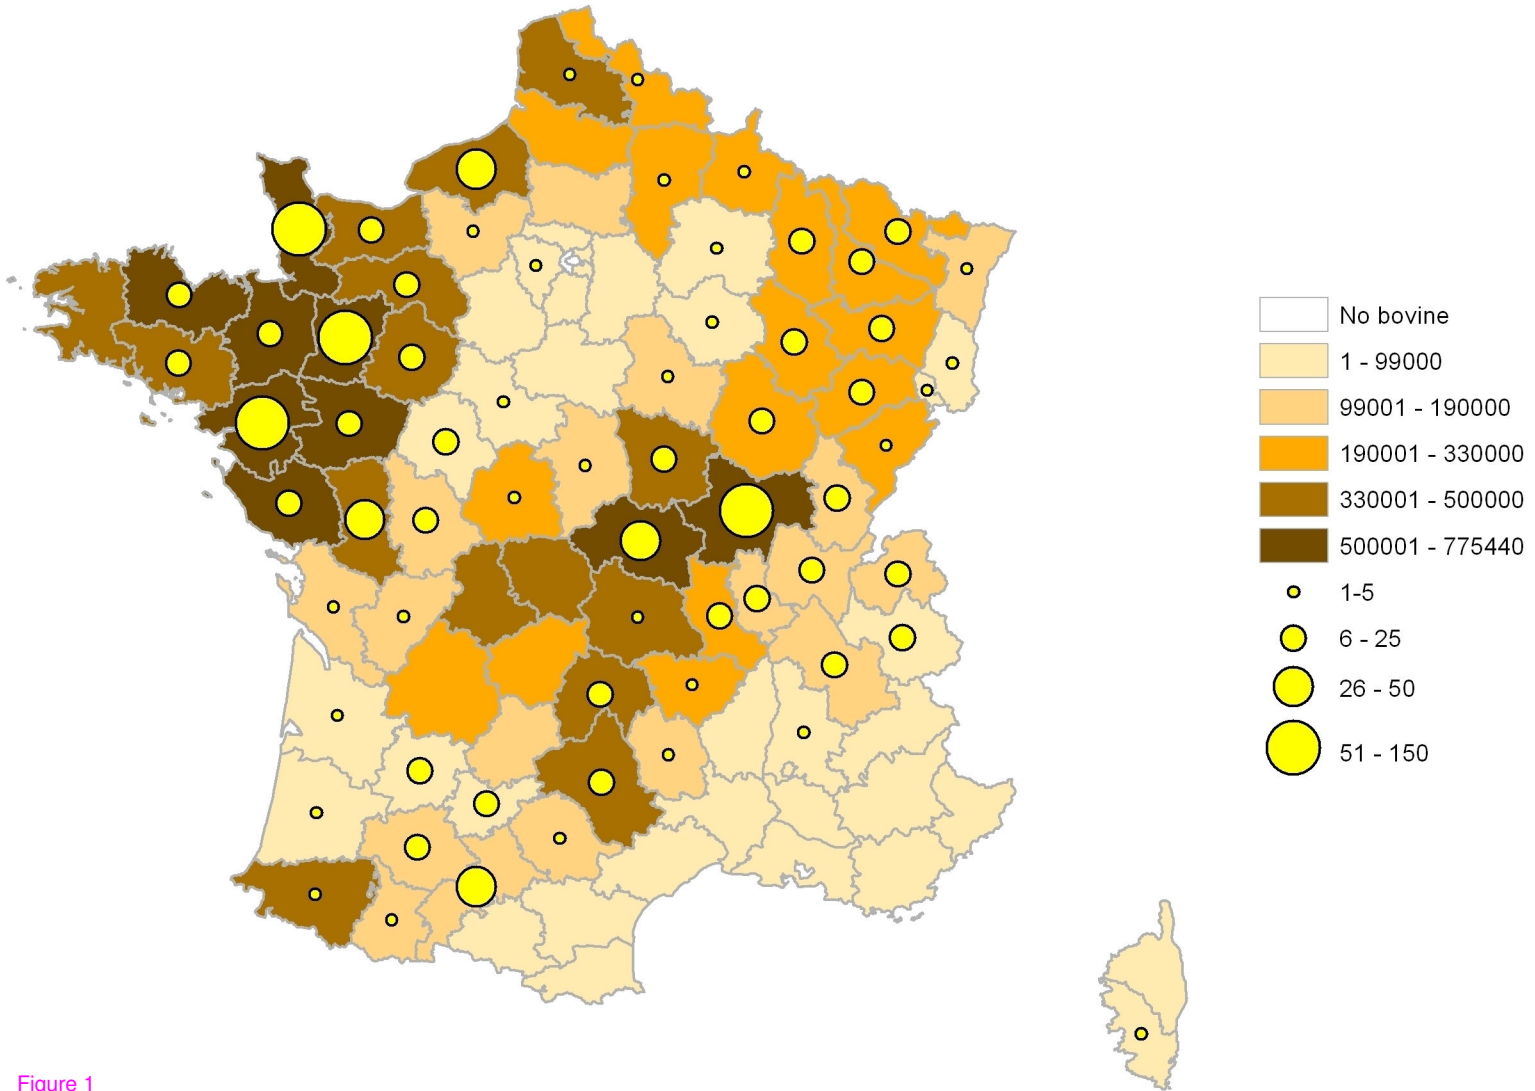 No bovine
1 - 99000
99001 - 190000
190001 - 330000
330001 - 500000
500001 - 775440
1-5
6 - 25
26 - 50
51 - 150
Figure 1